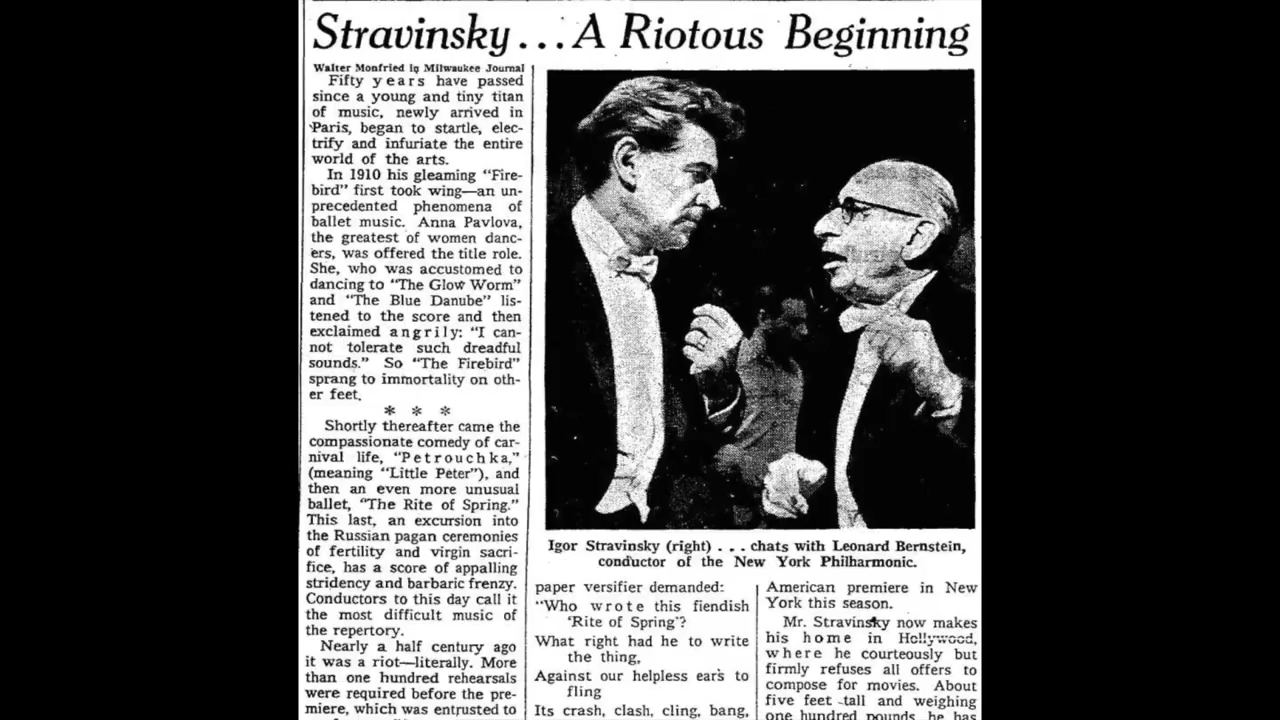 Stravinsky...A Riotous Beginning
Walter Monfried in Milwaukee Journal
Fifty years have passed
since a young and tiny titan
of music, newly arrived in
Paris, began to startle, elec-
trify and infuriate the entire
world of the arts.
In 1910 his gleaming "Fire-
bird" first took wing—an un-
precedented phenomena of
ballet music. Anna Pavlova,
the greatest of women danc-
ers, was offered the title role.
She, who was accustomed to
dancing to "The Glow Worm"
and "The Blue Danube" lis-
tened to the score and then
exclaimed angrily: "I can-
not tolerate such dreadful
sounds." So "The Firebird"
sprang to immortality on oth-
er feet.
* * *
Shortly thereafter came the
compassionate comedy of car-
nival life, "Petrouchka,"
(meaning "Little Peter"), and
then an even more unusual
ballet, "The Rite of Spring."
This last, an excursion into
the Russian pagan ceremonies
of fertility and virgin sacri-
fice, has a score of appalling
stridency and barbaric frenzy.
Conductors to this day call it
the most difficult music of
the repertory.
Nearly a half century ago
it was a riot—literally. More
than one hundred rehearsals
were required before the pre-
miere, which was entrusted to
Igor Stravinsky (right) . . . chats with Leonard Bernstein,
conductor of the New York Philharmonic.
paper versifier demanded:
"Who wrote this fiendish
'Rite of Spring'?
What right had he to write
the thing,
Against our helpless ears to
fling
Its crash, clash, cling, bang,
American premiere in New
York this season.
Mr. Stravinsky now makes
his home in Hollywood,
where he courteously but
firmly refuses all offers to
compose for movies. About
five feet tall and weighing
one hundred pounds, he has